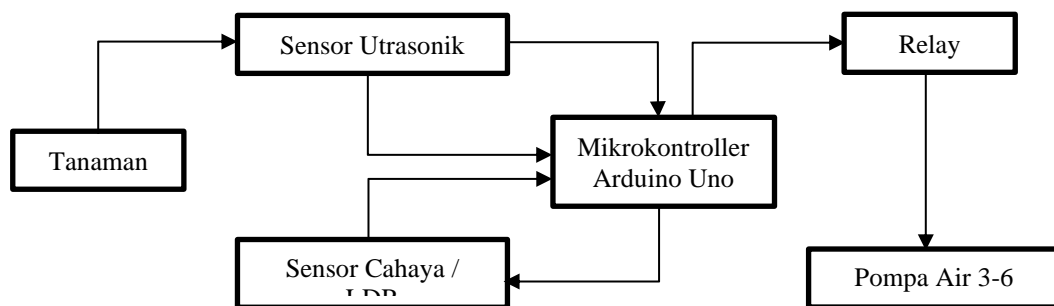 Sensor Utrasonik
Relay
Tanaman
Mikrokontroller
Arduino Uno
Sensor Cahaya /
Pompa Air 3-6